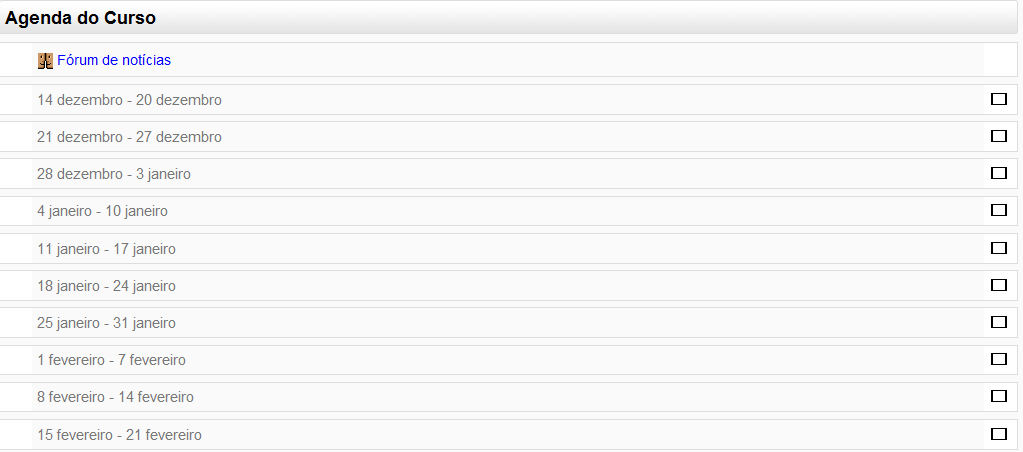 Agenda do Curso
Fórum de notícias
14 dezembro - 20 dezembro
21 dezembro - 27 dezembro
28 dezembro - 3 janeiro
4 janeiro - 10 janeiro
11 janeiro - 17 janeiro
18 janeiro - 24 janeiro
25 janeiro - 31 janeiro
1 fevereiro - 7 fevereiro
8 fevereiro - 14 fevereiro
15 fevereiro - 21 fevereiro